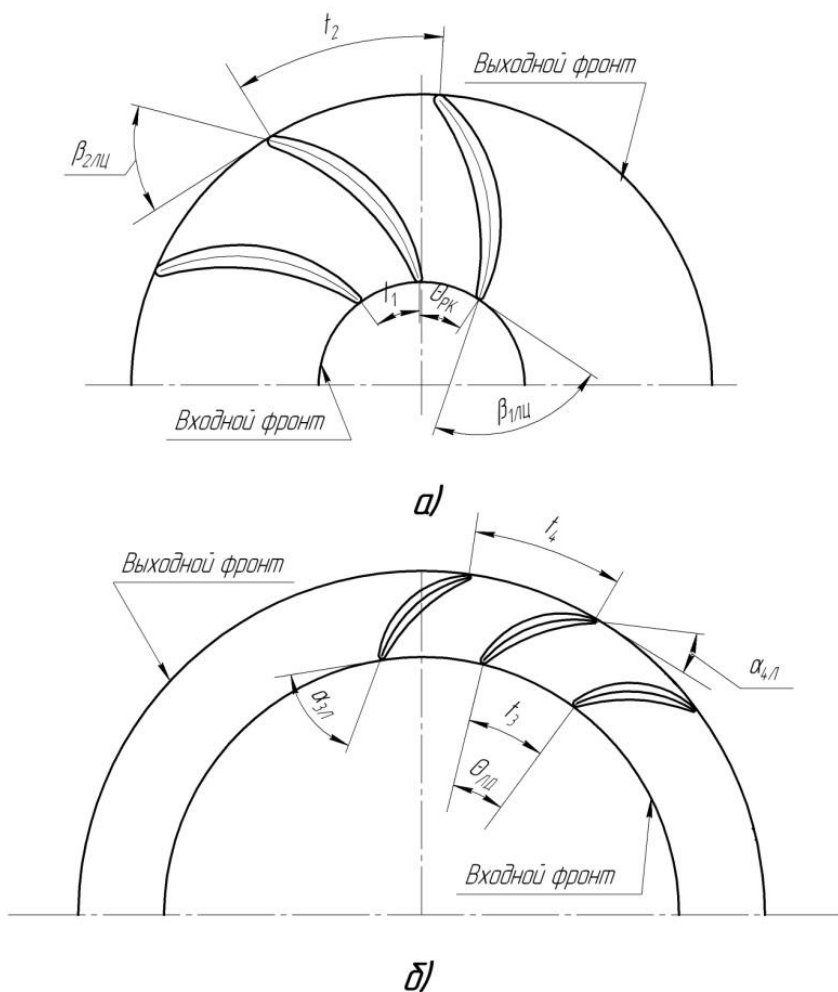 t₂
Выходной фронт
β₂лц
t₁
θРК
Входной фронт
β₁лц
а)
t₄
Выходной фронт
α₄л
α₃л
t₃
θЛД
Входной фронт
б)